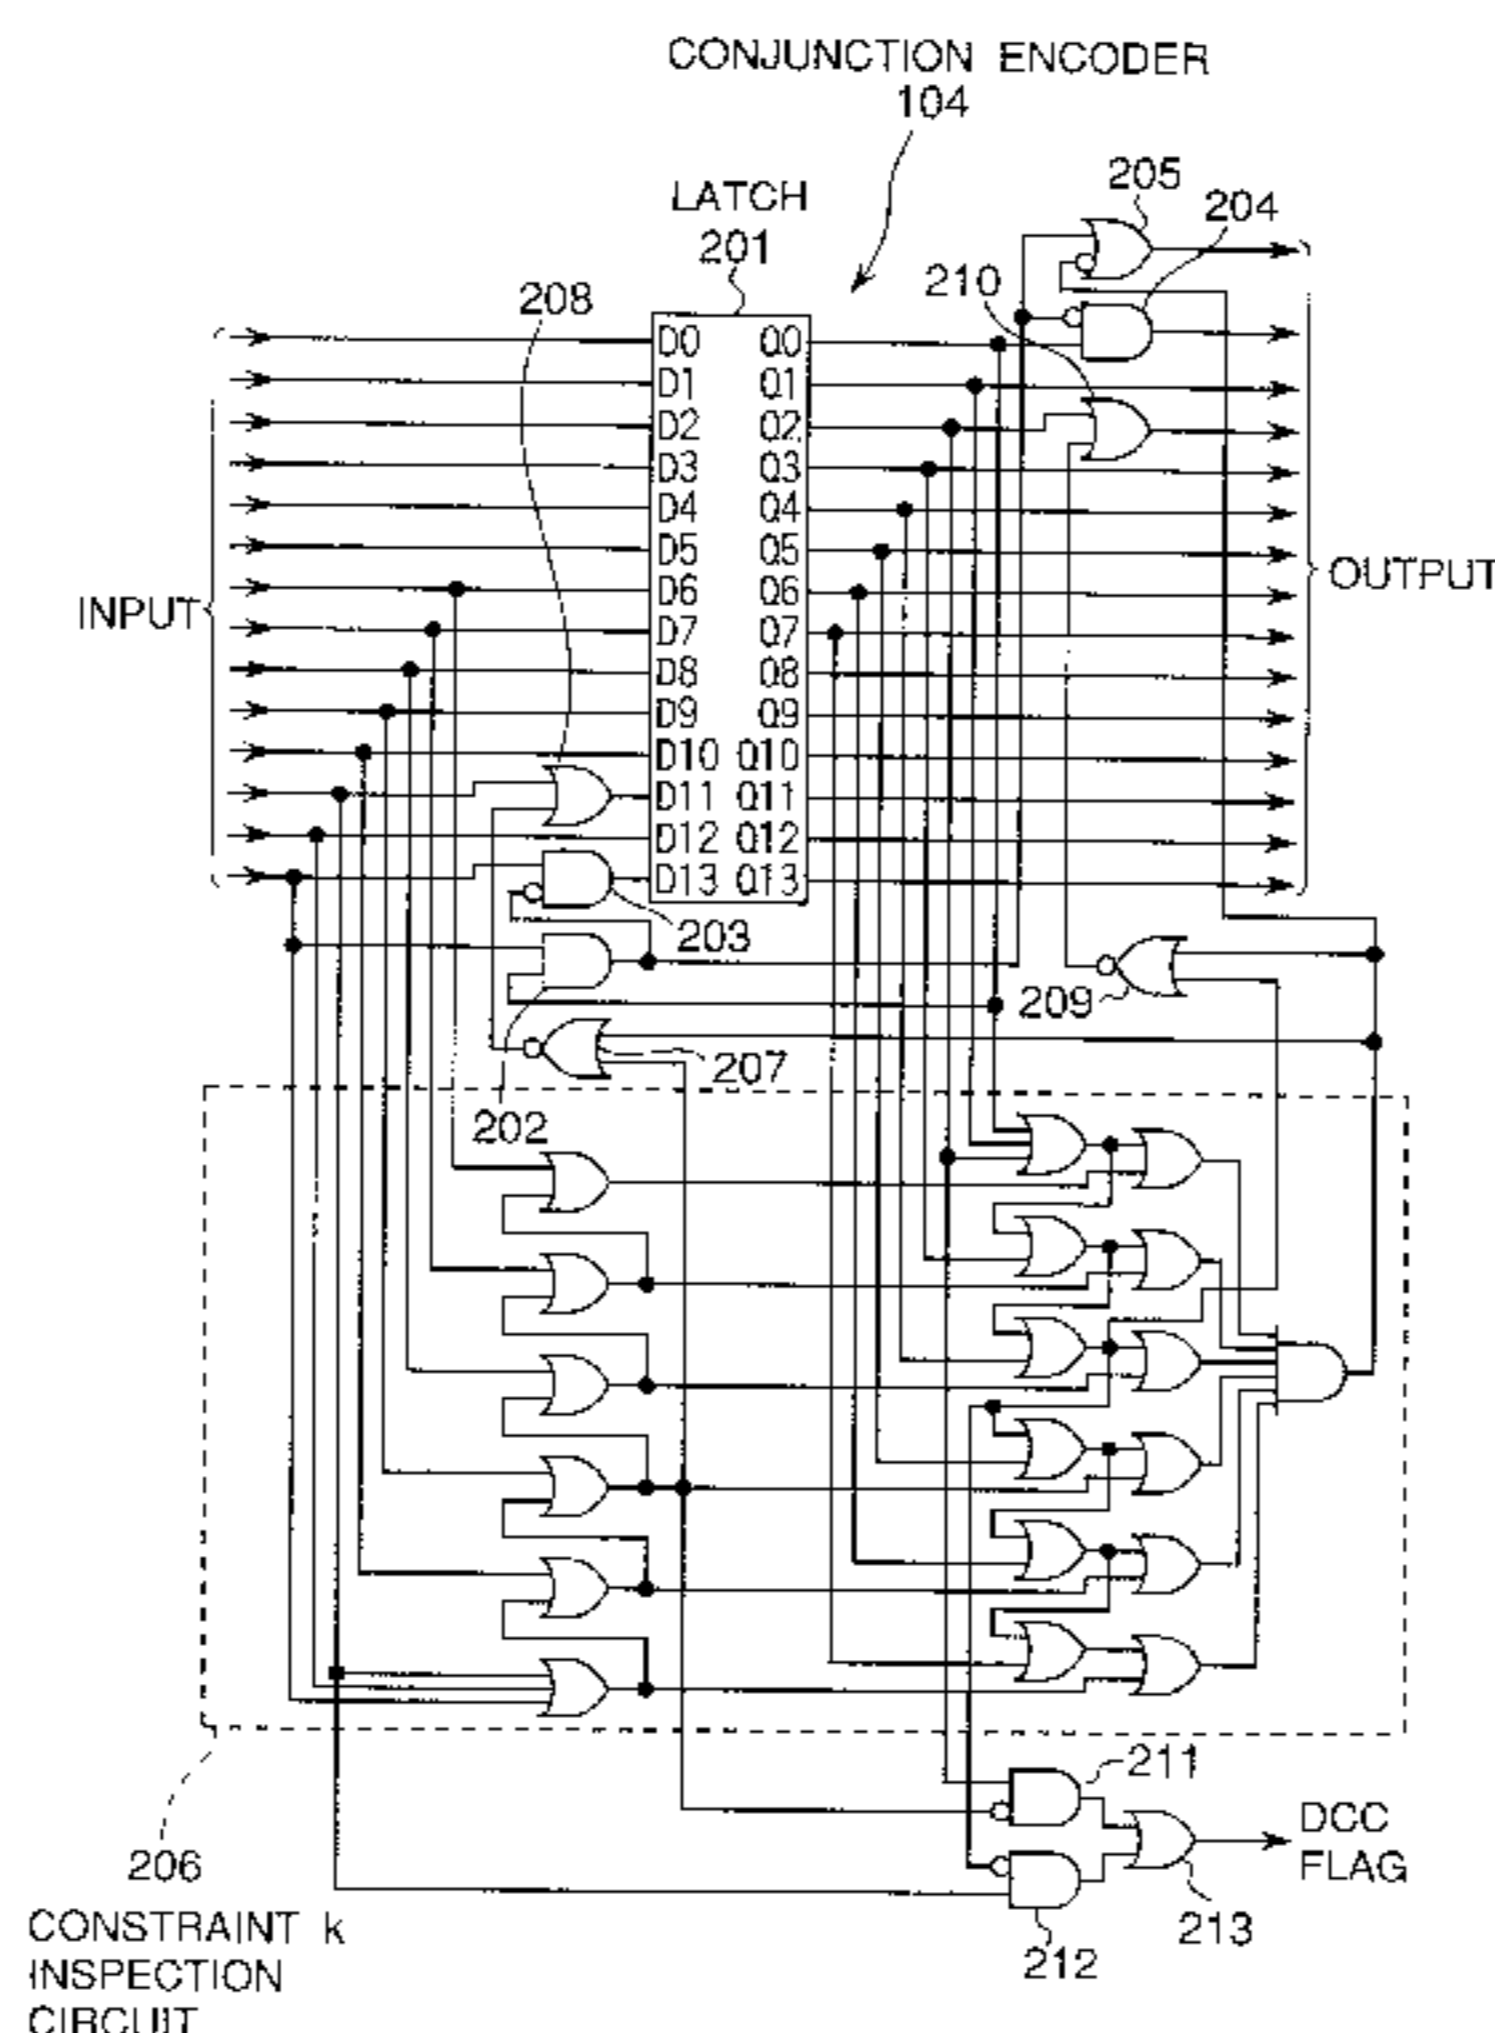 CONJUNCTION ENCODER
104
205
LATCH
201
204
210
208
D0 Q0
D1 Q1
D2 Q2
D3 Q3
D4 Q4
D5 Q5
D6 Q6
D7 Q7
D8 Q8
D9 Q9
D10 Q10
D11 Q11
D12 Q12
D13 Q13
INPUT
OUTPUT
203
209
207
202
211
DCC
FLAG
206
213
212
CONSTRAINT k
INSPECTION
CIRCUIT